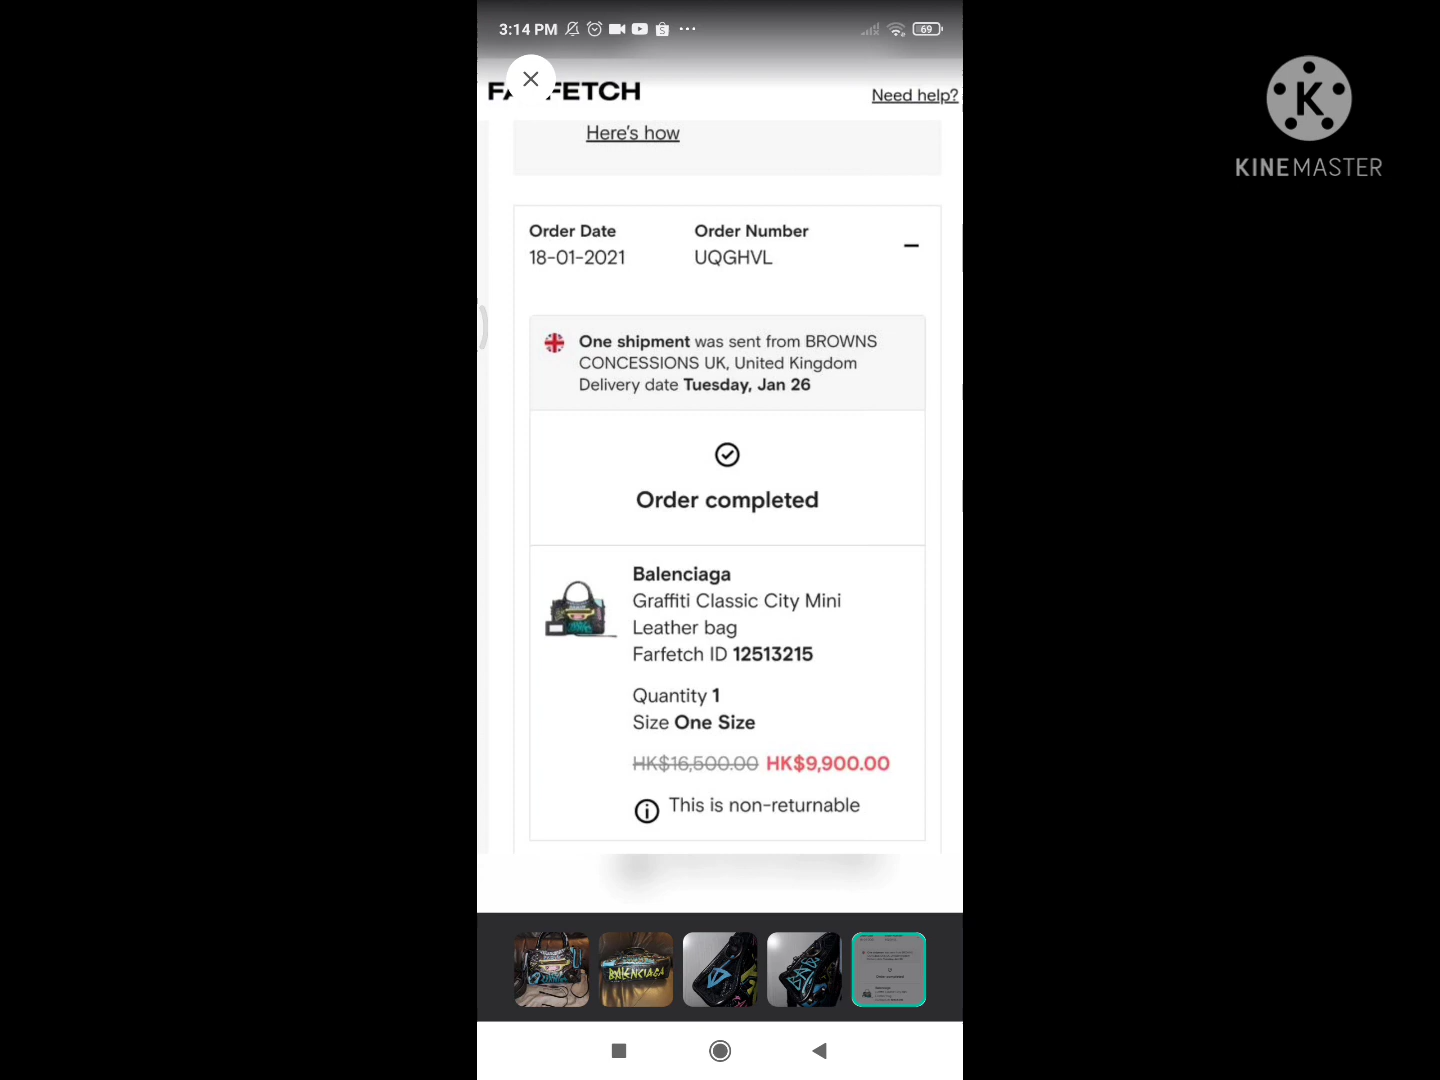 3:14 PM
69
FARFETCH
Need help?
Here's how
Order Date
Order Number
18-01-2021
UQGHVL
One shipment was sent from BROWNS
CONCESSIONS UK, United Kingdom
Delivery date Tuesday, Jan 26
Order completed
Balenciaga
Graffiti Classic City Mini
Leather bag
Farfetch ID 12513215
Quantity 1
Size One Size
HK$16,500.00 HK$9,900.00
This is non-returnable
BALENCIAGA
K
KINEMASTER